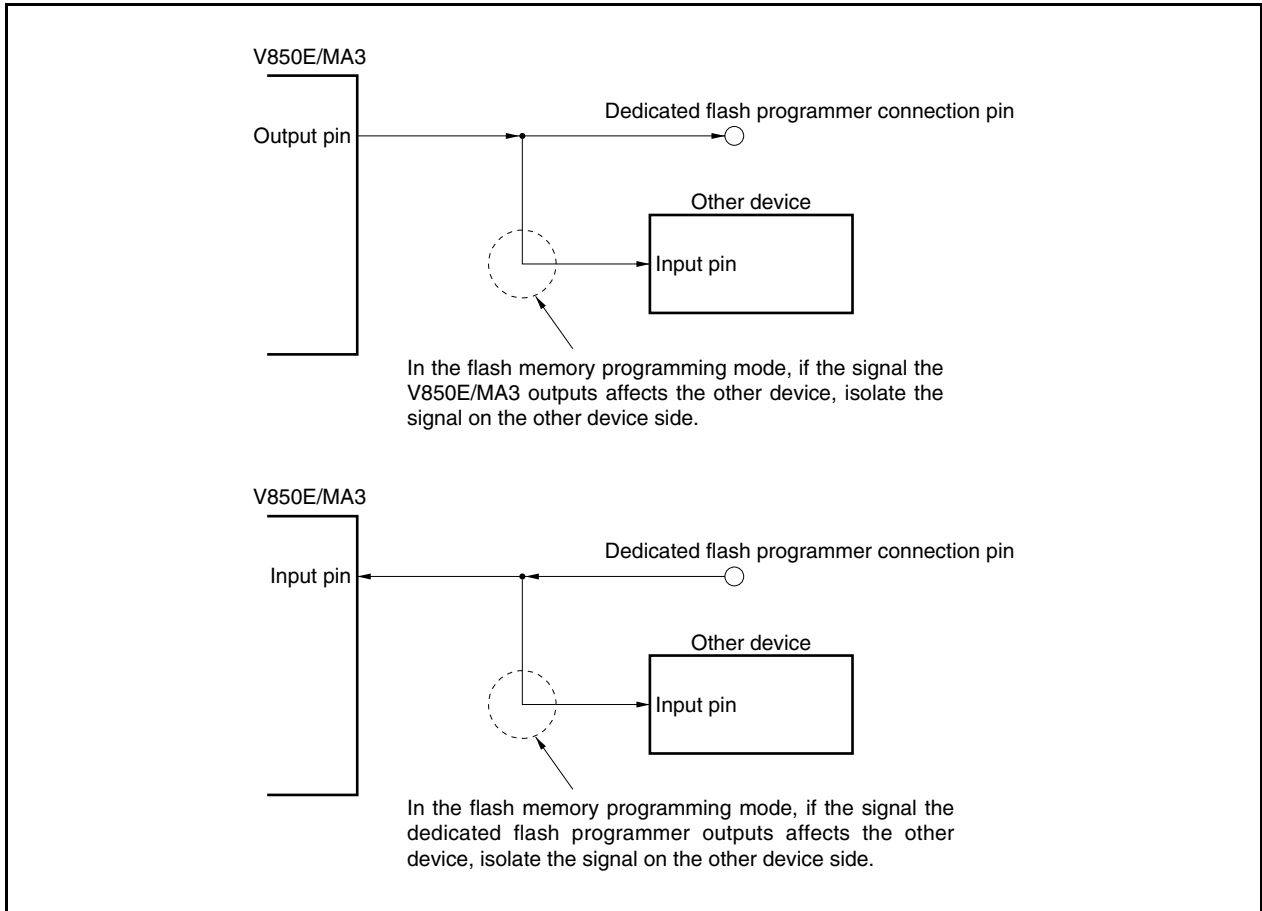 V850E/MA3
Dedicated flash programmer connection pin
Output pin
Other device
Input pin
In the flash memory programming mode, if the signal the
V850E/MA3 outputs affects the other device, isolate the
signal on the other device side.
V850E/MA3
Dedicated flash programmer connection pin
Input pin
Other device
Input pin
In the flash memory programming mode, if the signal the
dedicated flash programmer outputs affects the other
device, isolate the signal on the other device side.